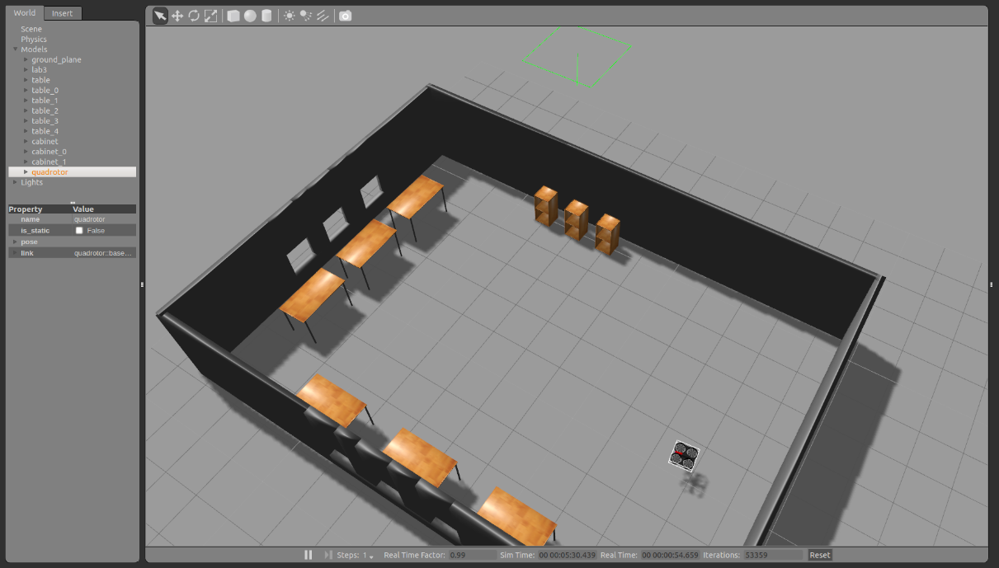 World Insert
Scene
Physics
Models
ground_plane
lab3
table
table_0
table_1
table_2
table_3
table_4
cabinet
cabinet_0
cabinet_1
quadrotor
Lights
Property Value
name quadrotor
is_static False
pose
link quadrotor::base...
Steps: 1 Real Time Factor: 0.99 Sim Time: 00 00:05:30.439 Real Time: 00 00:00:54.659 Iterations: 53359 Reset